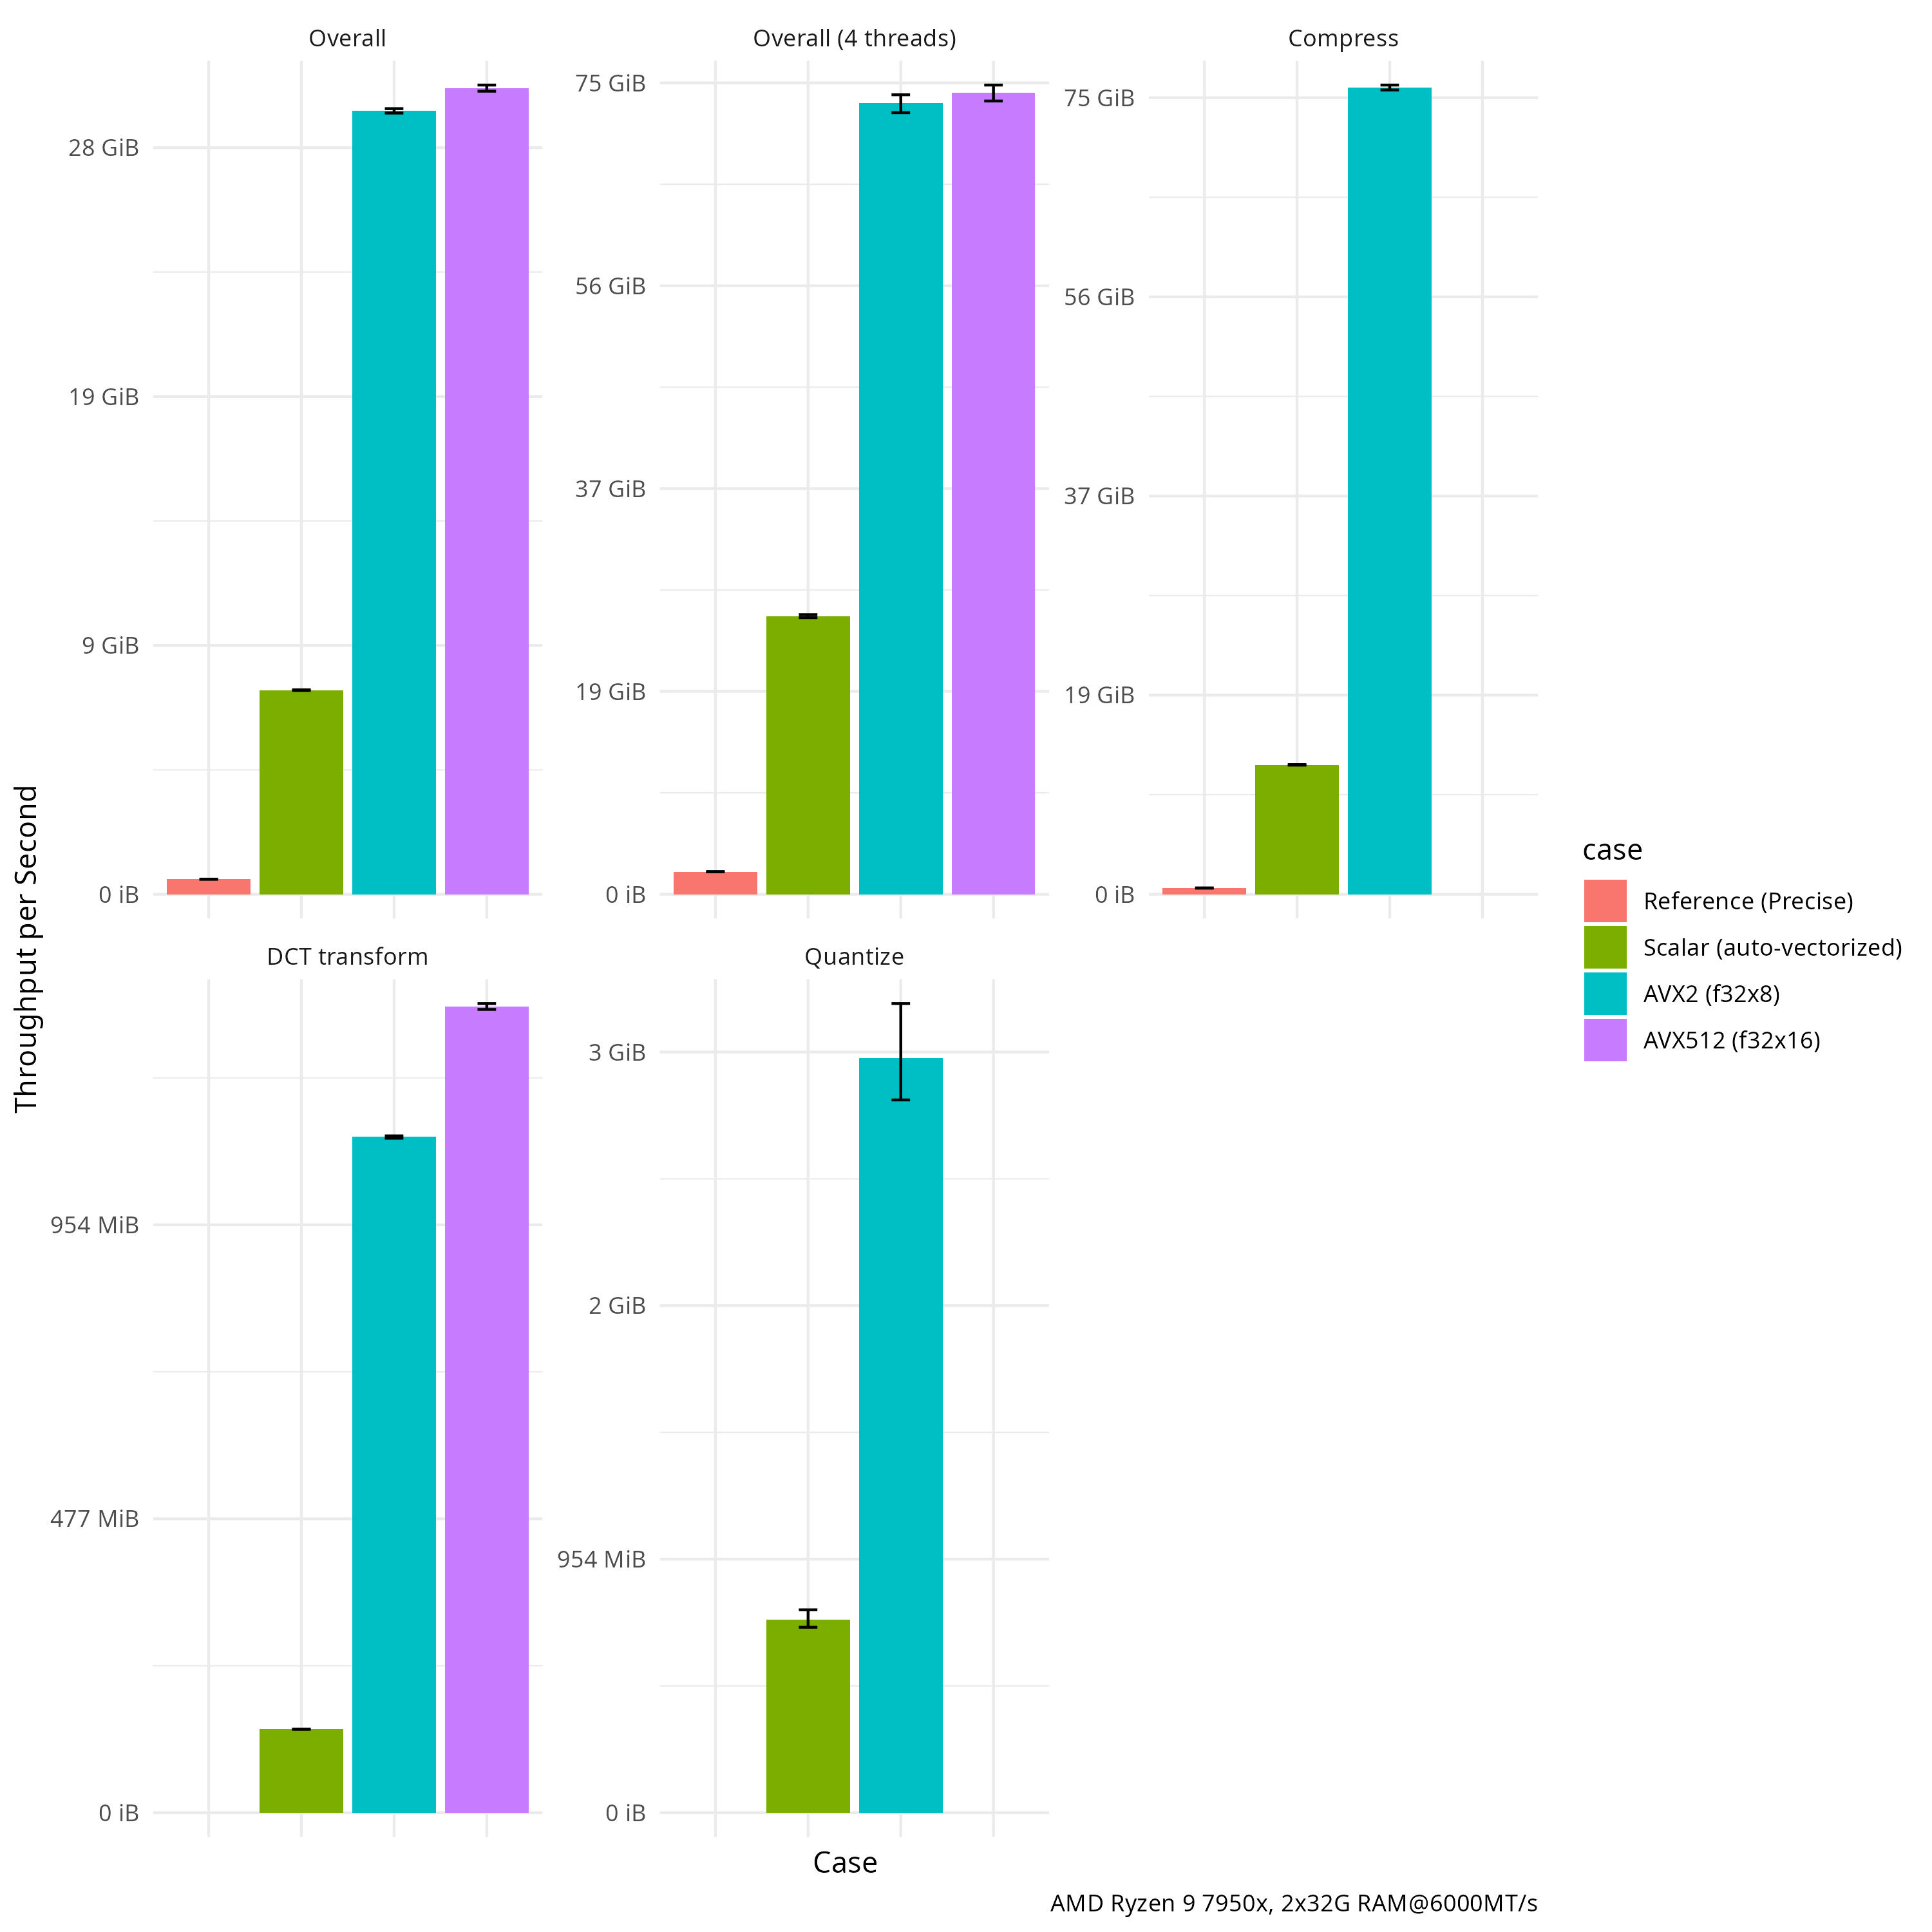 Overall
Overall (4 threads)
Compress
28 GiB
19 GiB
9 GiB
0 iB
75 GiB
56 GiB
37 GiB
19 GiB
0 iB
75 GiB
56 GiB
37 GiB
19 GiB
0 iB
Throughput per Second
DCT transform
Quantize
954 MiB
477 MiB
0 iB
3 GiB
2 GiB
954 MiB
0 iB
case
Reference (Precise)
Scalar (auto-vectorized)
AVX2 (f32x8)
AVX512 (f32x16)
Case
AMD Ryzen 9 7950x, 2x32G RAM@6000MT/s